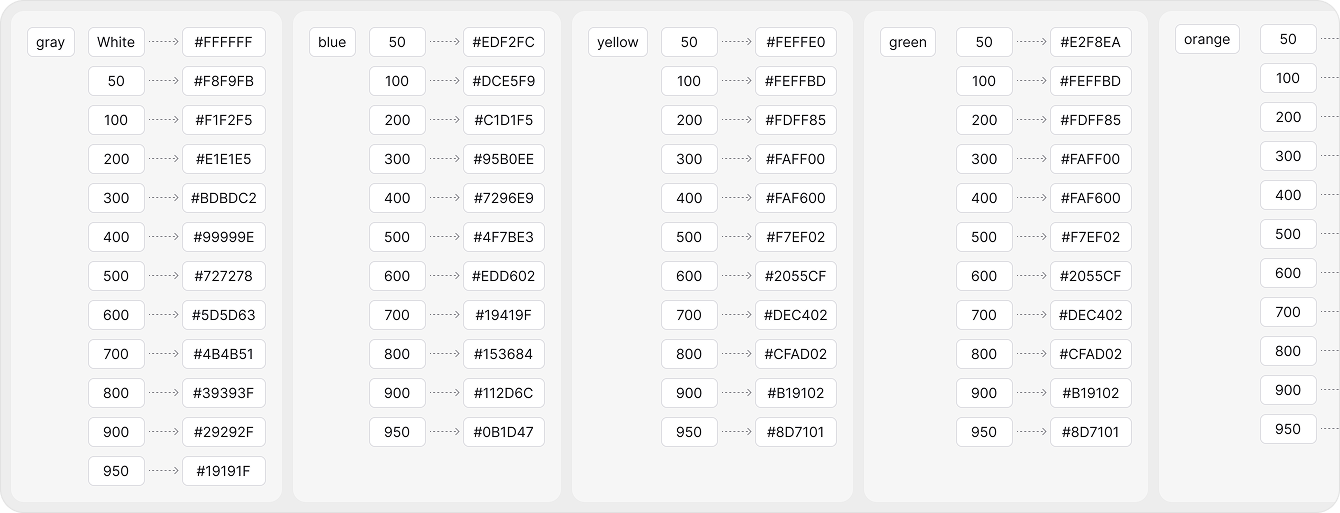 gray
White #FFFFFF
50 #F8F9FB
100 #F1F2F5
200 #E1E1E5
300 #BDBDC2
400 #99999E
500 #727278
600 #5D5D63
700 #4B4B51
800 #39393F
900 #29292F
950 #19191F
blue
50 #EDF2FC
100 #DCE5F9
200 #C1D1F5
300 #95B0EE
400 #7296E9
500 #4F7BE3
600 #EDD602
700 #19419F
800 #153684
900 #112D6C
950 #0B1D47
yellow
50 #FEFFE0
100 #FEFFBD
200 #FDFF85
300 #FAFF00
400 #FAF600
500 #F7EF02
600 #2055CF
700 #DEC402
800 #CFAD02
900 #B19102
950 #8D7101
green
50 #E2F8EA
100 #FEFFBD
200 #FDFF85
300 #FAFF00
400 #FAF600
500 #F7EF02
600 #2055CF
700 #DEC402
800 #CFAD02
900 #B19102
950 #8D7101
orange
50
100
200
300
400
500
600
700
800
900
950